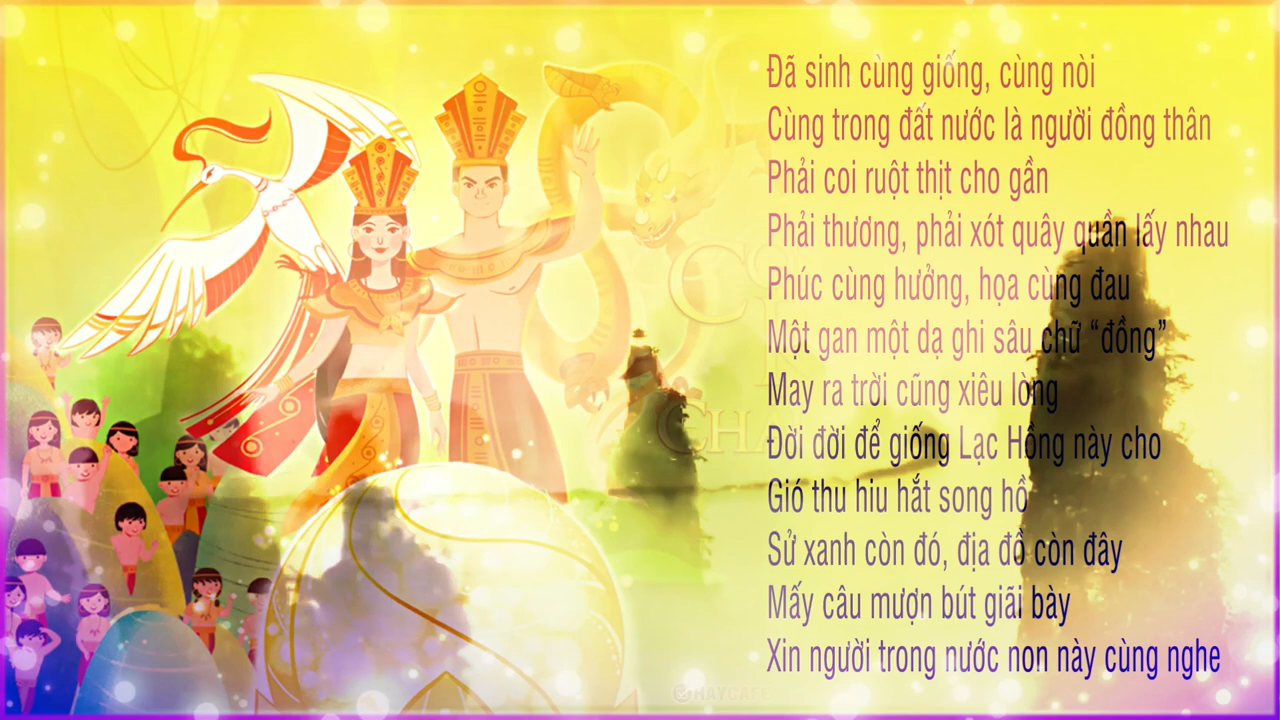 Đã sinh cùng giống, cùng nòi
Cùng trong đất nước là người đồng thân
Phải coi ruột thịt cho gần
Phải thương, phải xót quây quần lấy nhau
Phúc cùng hưởng, họa cùng đau
Một gan một dạ ghi sâu chữ “đồng”
May ra trời cũng xiêu lòng
Đời đời để giống Lạc Hồng này cho
Gió thu hiu hắt song hồ
Sử xanh còn đó, địa đồ còn đây
Mấy câu mượn bút giãi bày
Xin người trong nước non này cùng nghe
HAYCAFE